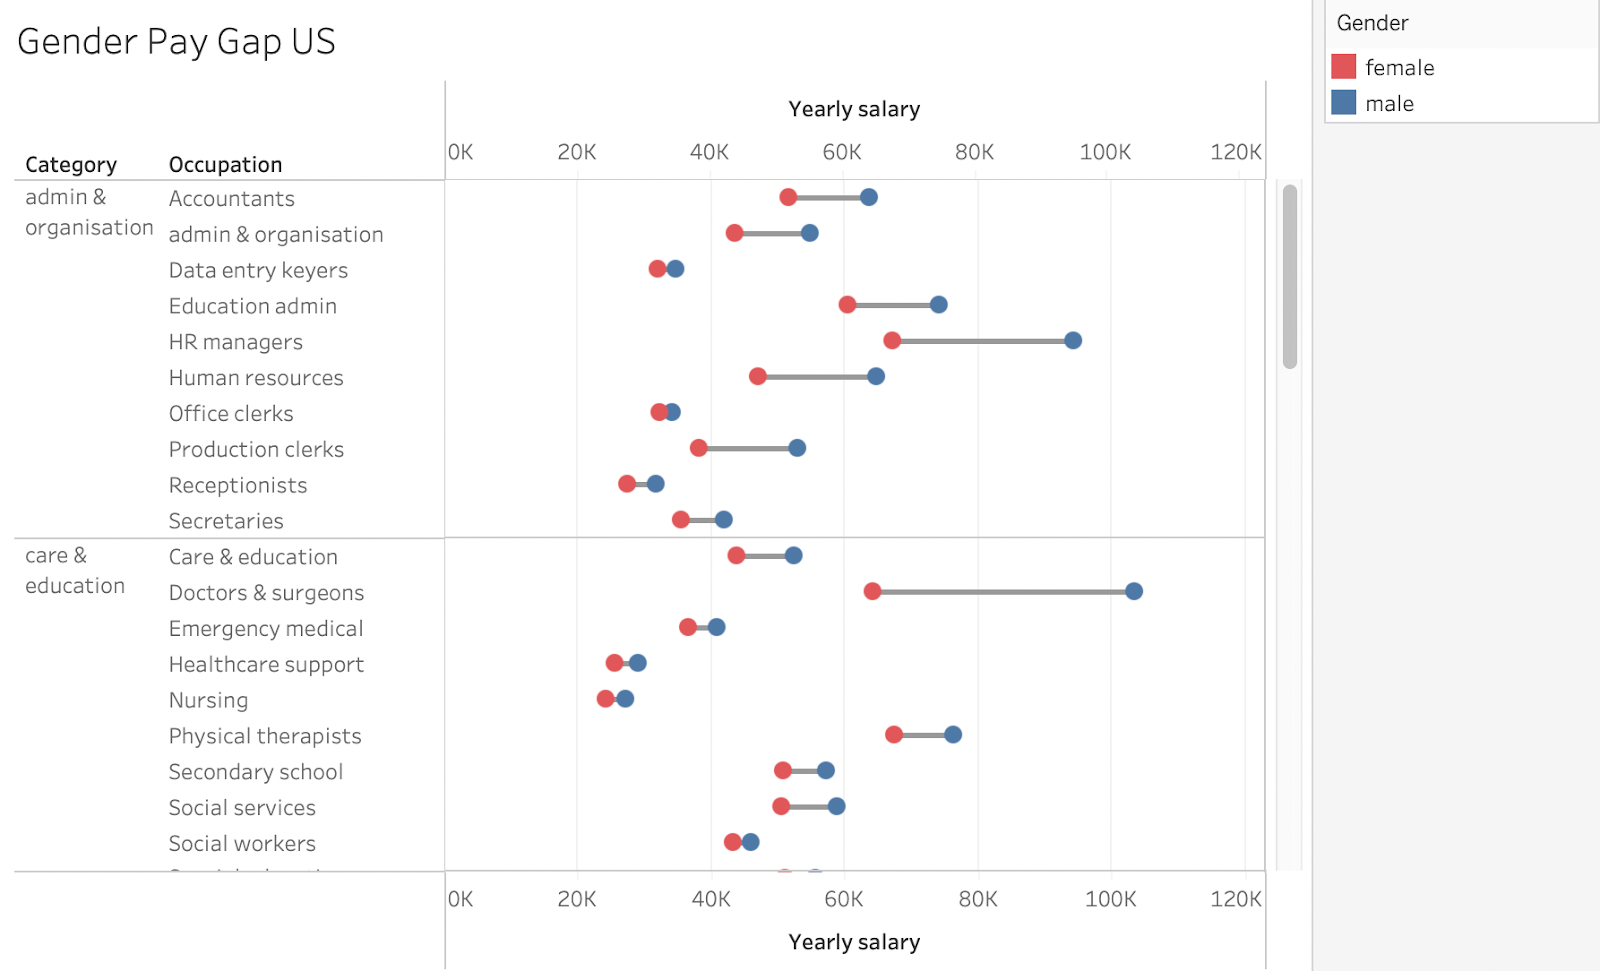 Gender Pay Gap US
Gender
female
male
Yearly salary
0K 20K 40K 60K 80K 100K 120K
Category Occupation
admin & organisation
Accountants
admin & organisation
Data entry keyers
Education admin
HR managers
Human resources
Office clerks
Production clerks
Receptionists
Secretaries
care & education
Care & education
Doctors & surgeons
Emergency medical
Healthcare support
Nursing
Physical therapists
Secondary school
Social services
Social workers
0K 20K 40K 60K 80K 100K 120K
Yearly salary